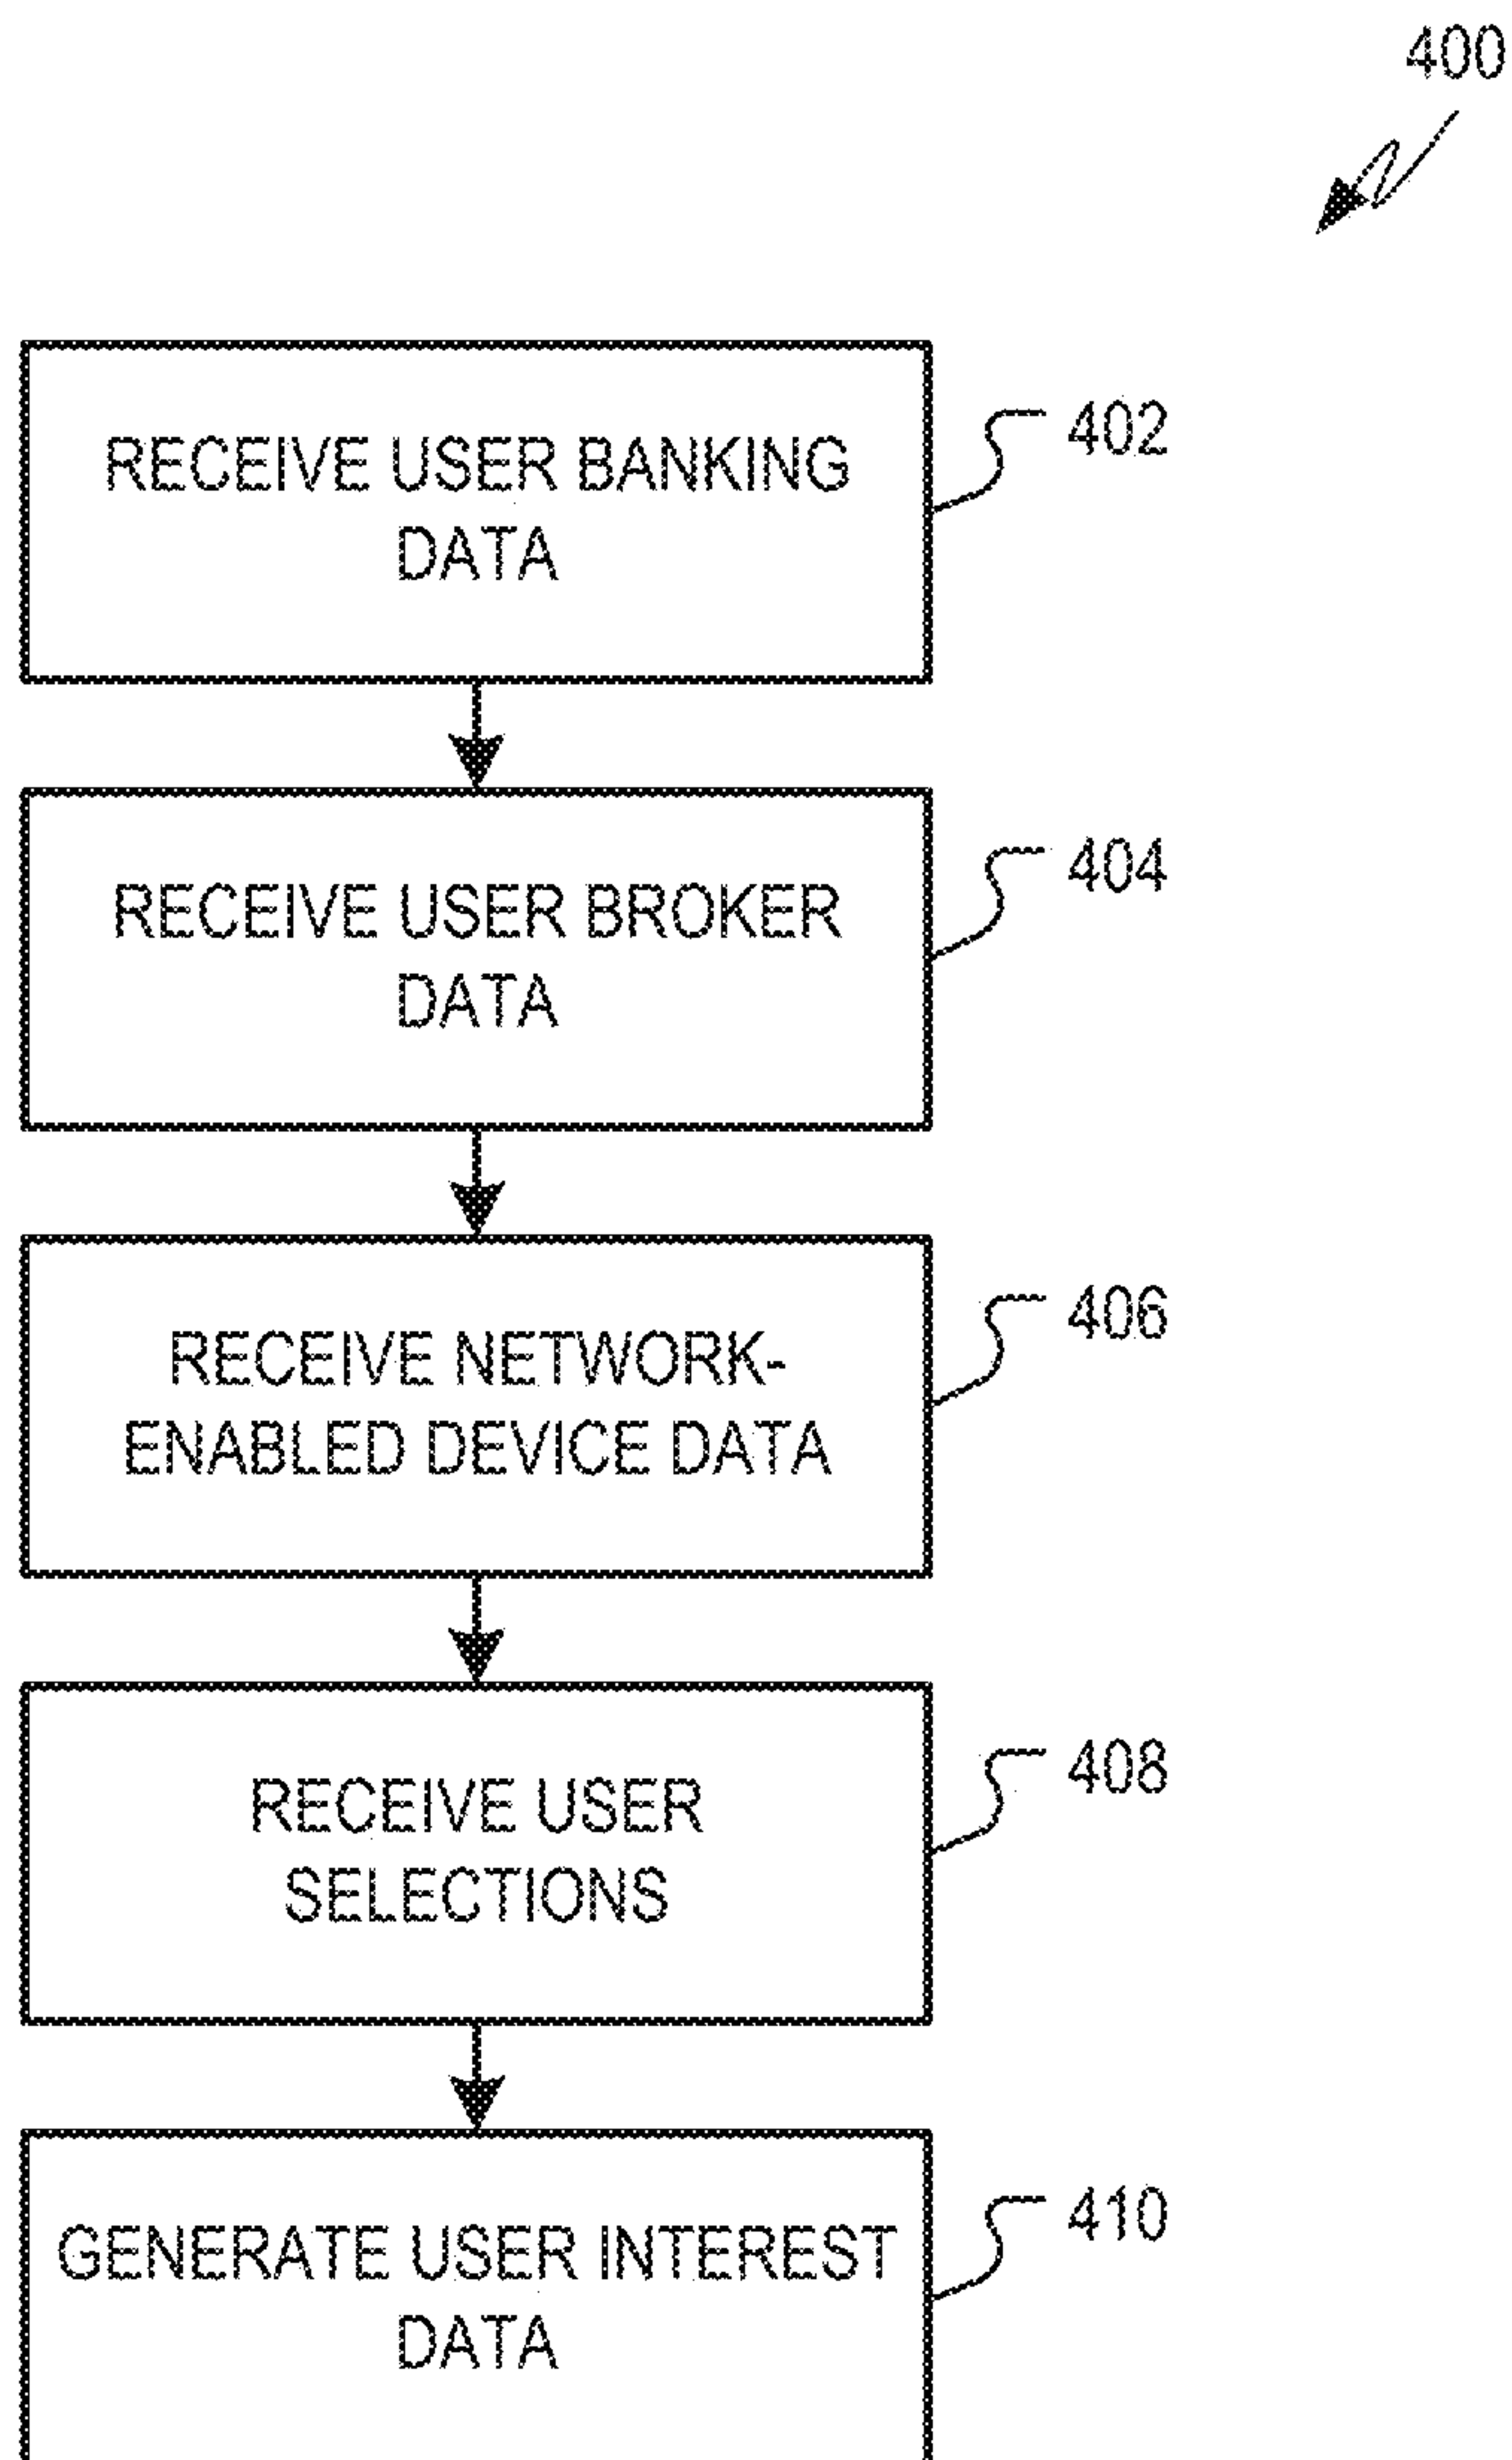 400
RECEIVE USER BANKING
DATA
402
RECEIVE USER BROKER
DATA
404
RECEIVE NETWORK-
ENABLED DEVICE DATA
406
RECEIVE USER
SELECTIONS
408
GENERATE USER INTEREST
DATA
410